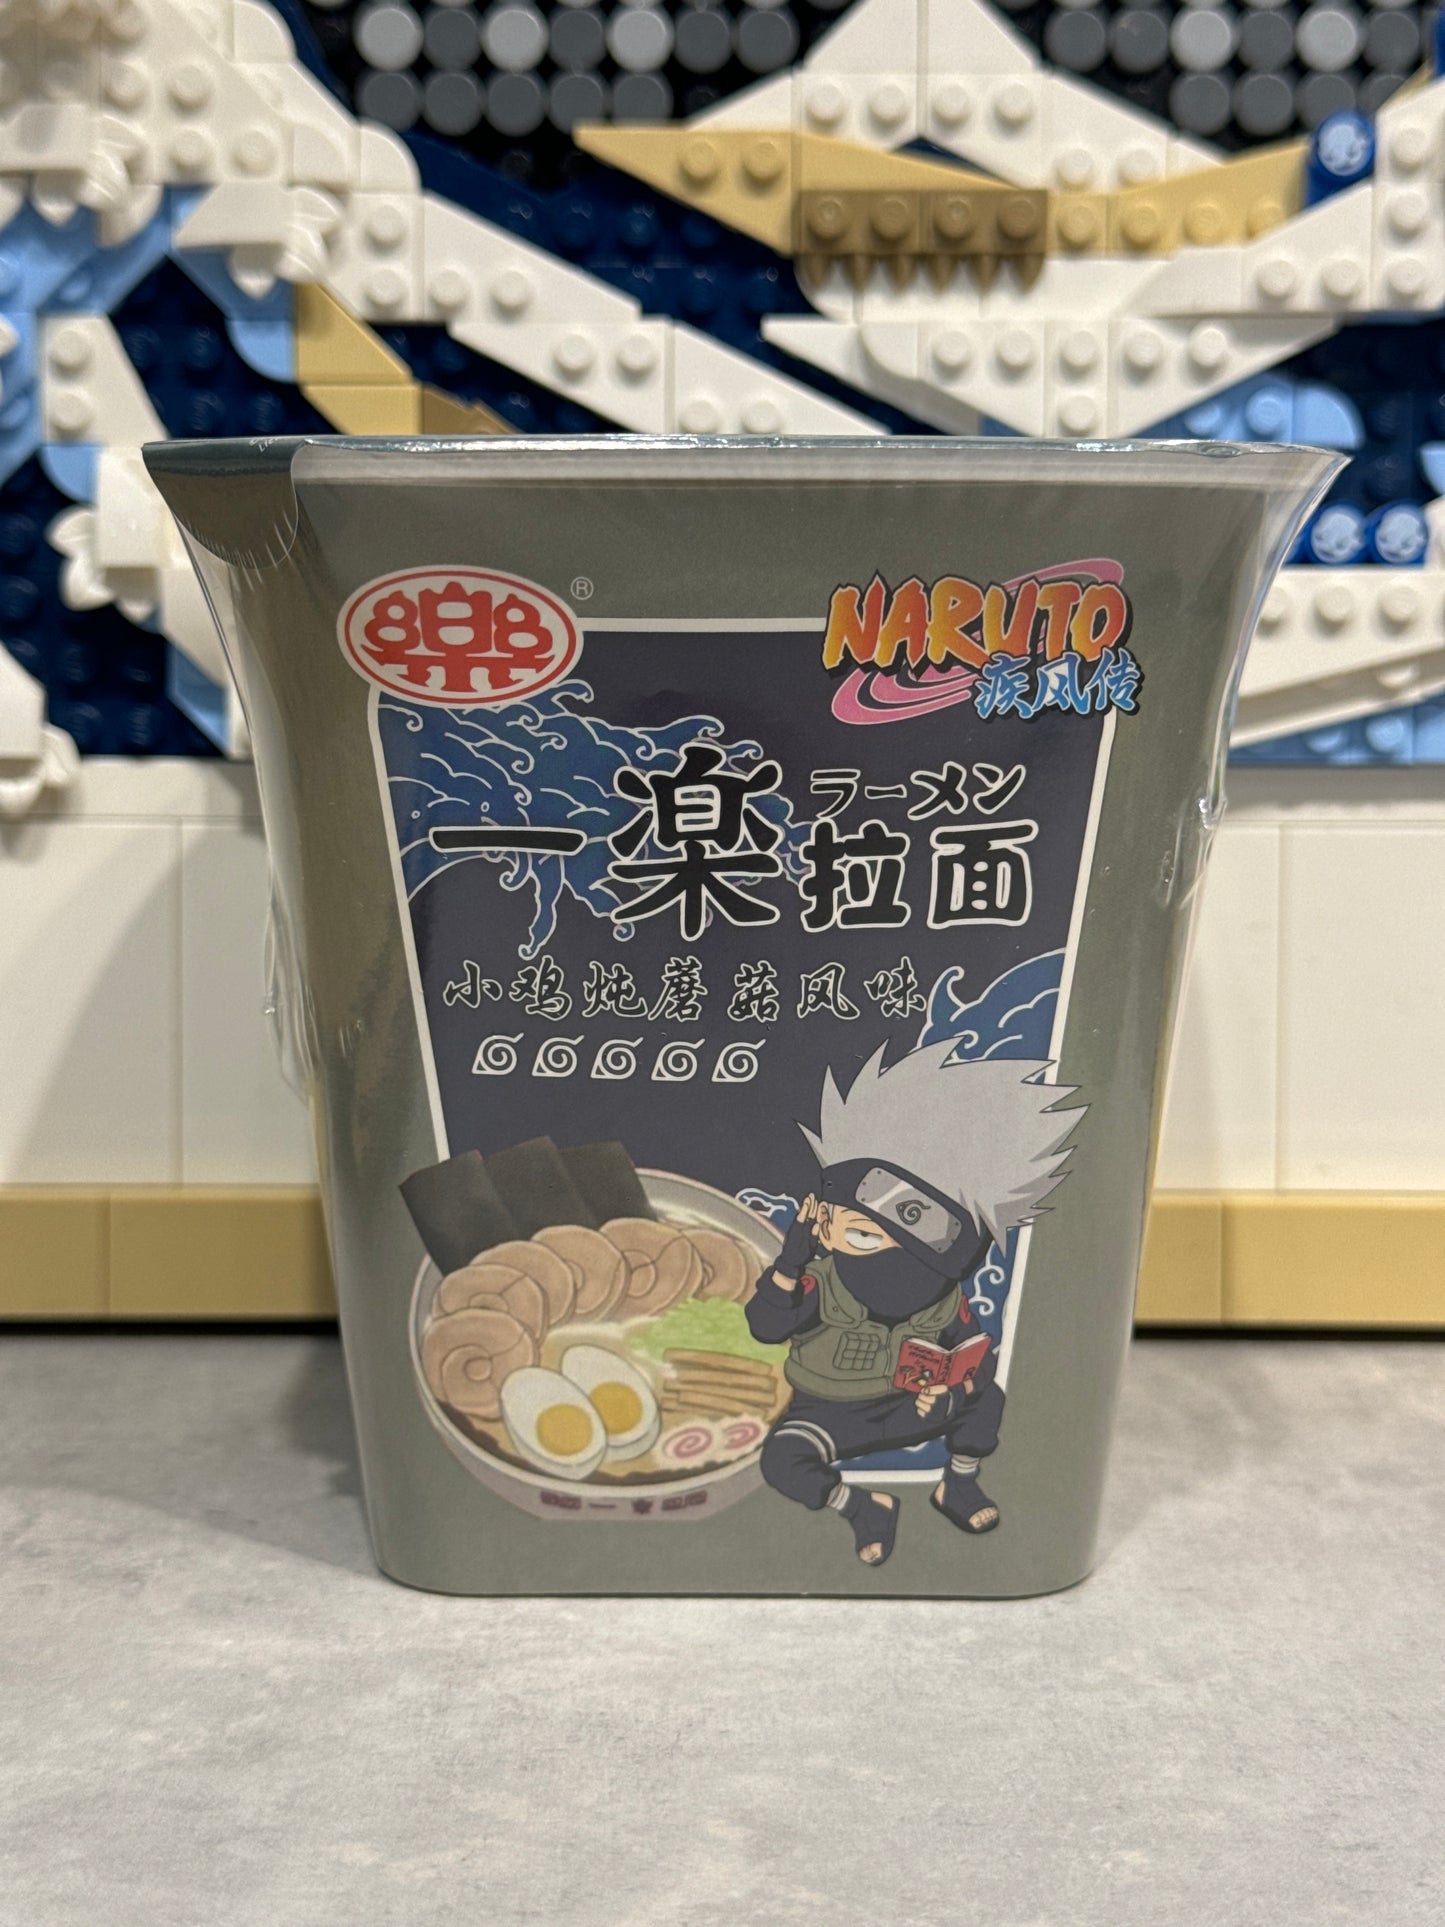 樂 ®
NARUTO
疾风传
ラーメン
一楽拉面
小鸡炖蘑菇风味